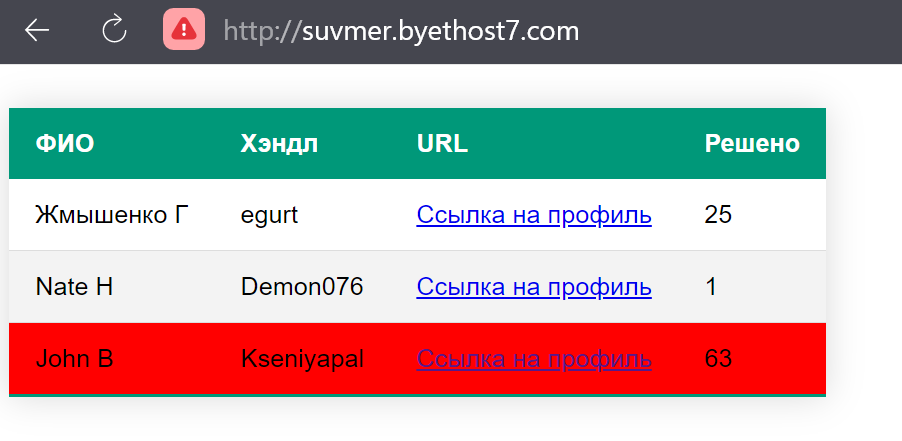 http://suvmer.byethost7.com
ФИО Хэндл URL Решено
Жмышенко Г egurt Ссылка на профиль 25
Nate H Demon076 Ссылка на профиль 1
John B Kseniyapal Ссылка на профиль 63